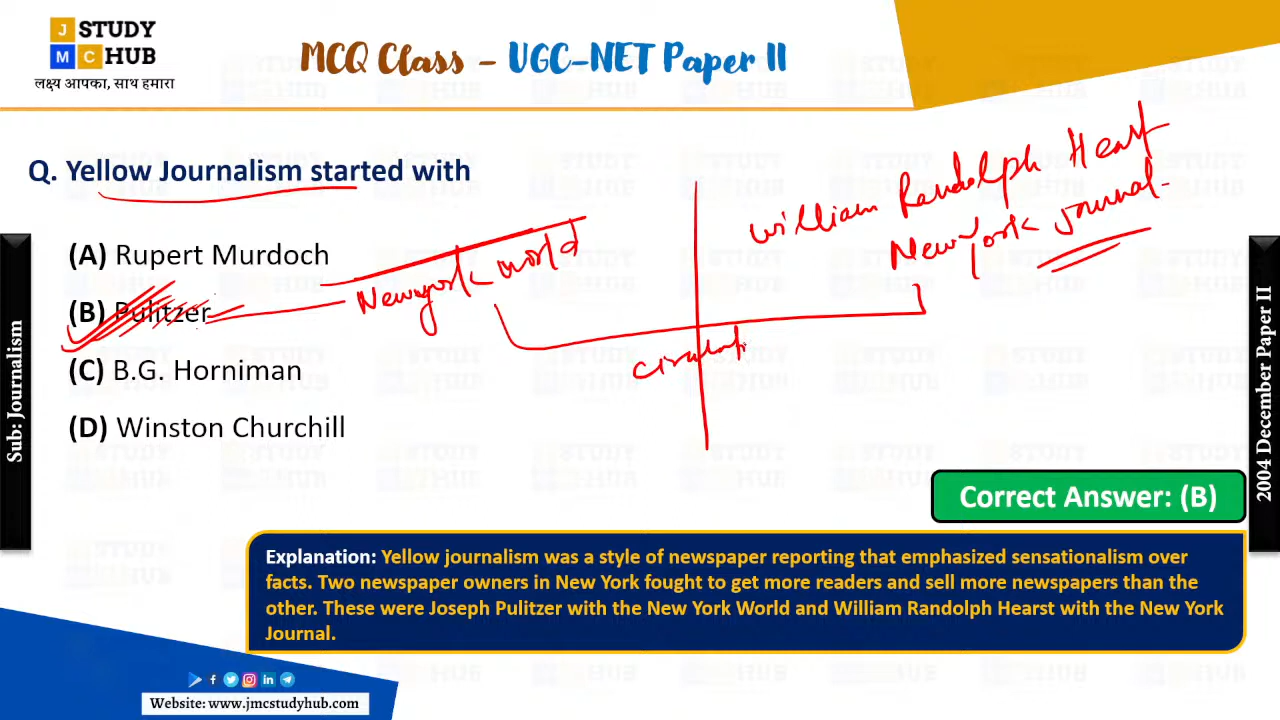 J STUDY
M C HUB
लक्ष्य आपका, साथ हमारा
MCQ Class – UGC-NET Paper II
Q. Yellow Journalism started with
(A) Rupert Murdoch
(B) Pulitzer
(C) B.G. Horniman
(D) Winston Churchill
Newyork world
William Randolph Hearst
New York Journal
Sub: Journalism
2004 December Paper II
Correct Answer: (B)
Explanation: Yellow journalism was a style of newspaper reporting that emphasized sensationalism over
facts. Two newspaper owners in New York fought to get more readers and sell more newspapers than the
other. These were Joseph Pulitzer with the New York World and William Randolph Hearst with the New York
Journal.
Website: www.jmcstudyhub.com